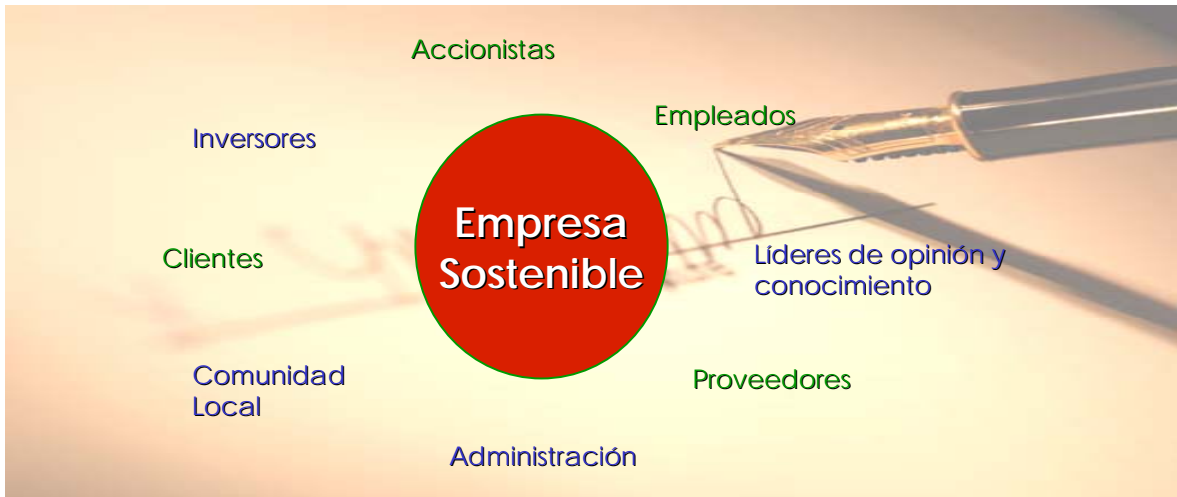 Accionistas
Empleados
Inversores
Empresa
Sostenible
Clientes
Líderes de opinión y
conocimiento
Comunidad
Local
Proveedores
Administración